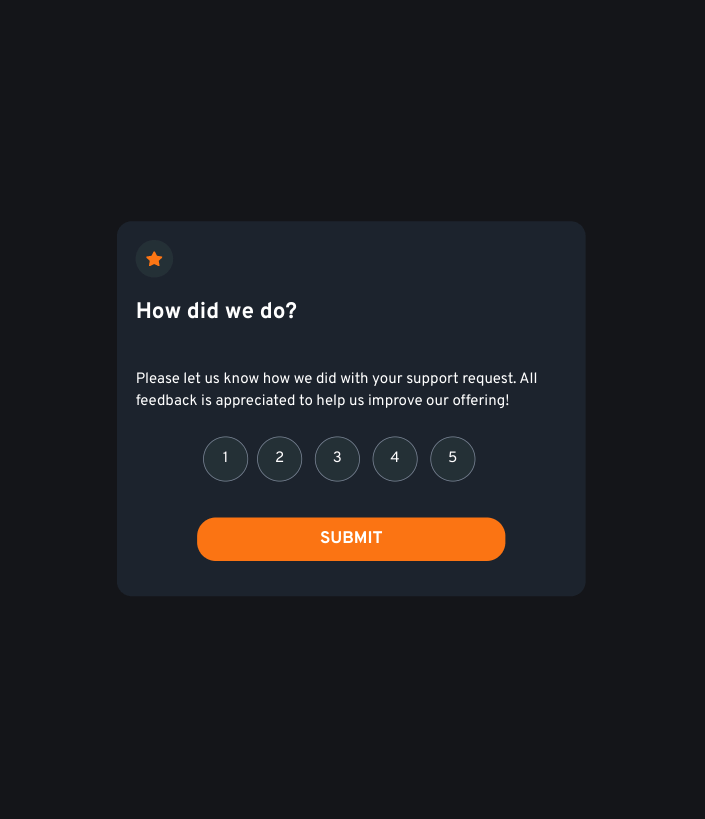 How did we do?
Please let us know how we did with your support request. All
feedback is appreciated to help us improve our offering!
1 2 3 4 5
SUBMIT